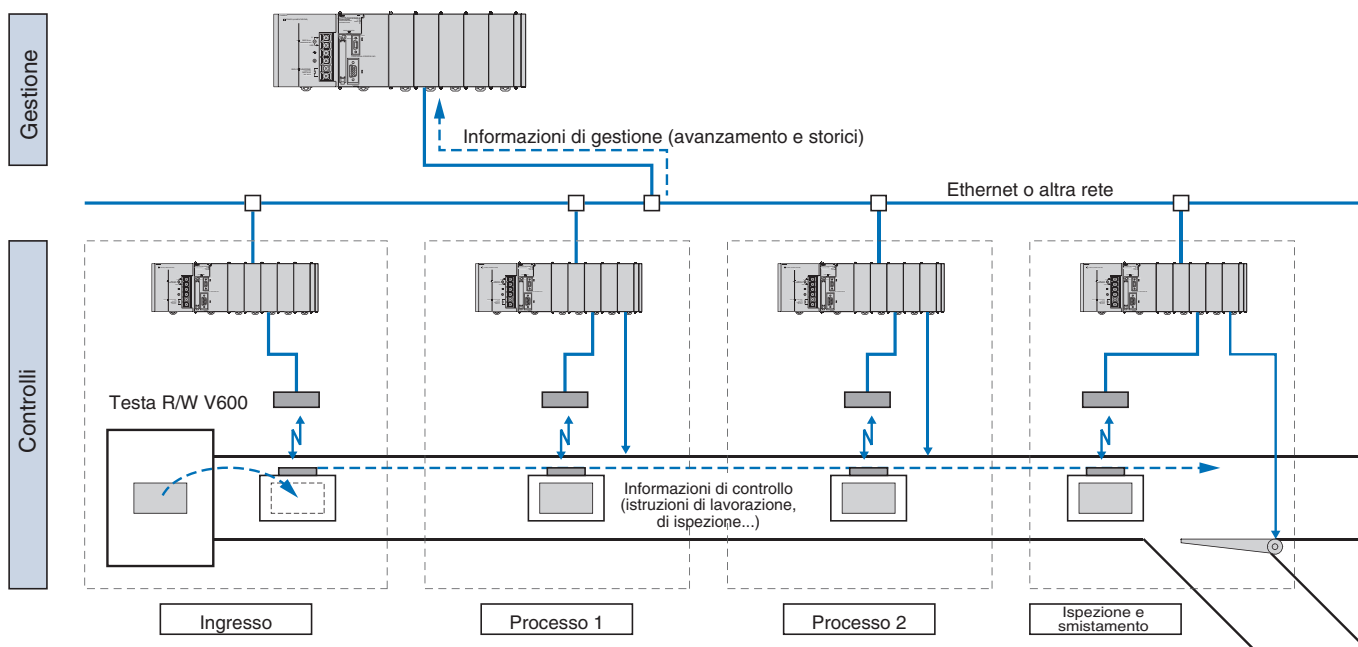 Gestione
Informazioni di gestione (avanzamento e storici)
Ethernet o altra rete
Controlli
Testa R/W V600
Informazioni di controllo
(istruzioni di lavorazione,
di ispezione...)
Ingresso
Processo 1
Processo 2
Ispezione e
smistamento